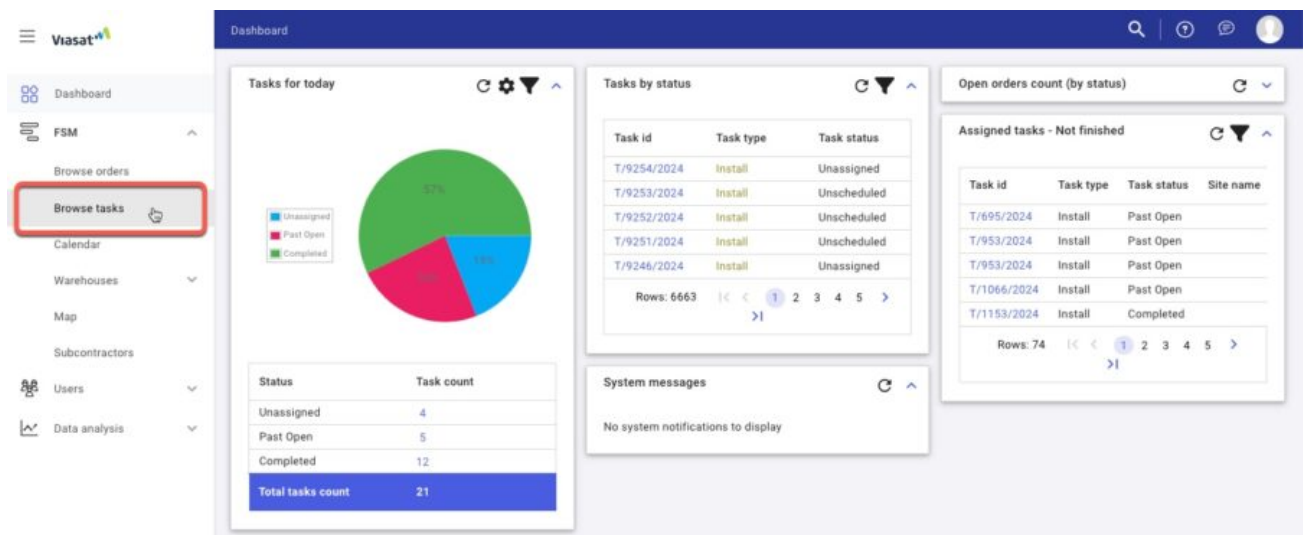 Viasat
Dashboard
Dashboard
FSM
Browse orders
Browse tasks
Calendar
Warehouses
Map
Subcontractors
Users
Data analysis
Tasks for today
57%
19%
Unassigned
Past Open
Completed
Status Task count
Unassigned 4
Past Open 5
Completed 12
Total tasks count 21
Tasks by status
Task id Task type Task status
T/9254/2024 Install Unassigned
T/9253/2024 Install Unscheduled
T/9252/2024 Install Unscheduled
T/9251/2024 Install Unscheduled
T/9246/2024 Install Unassigned
Rows: 6663 1 2 3 4 5
System messages
No system notifications to display
Open orders count (by status)
Assigned tasks - Not finished
Task id Task type Task status Site name
T/695/2024 Install Past Open
T/953/2024 Install Past Open
T/953/2024 Install Past Open
T/1066/2024 Install Past Open
T/1153/2024 Install Completed
Rows: 74 1 2 3 4 5